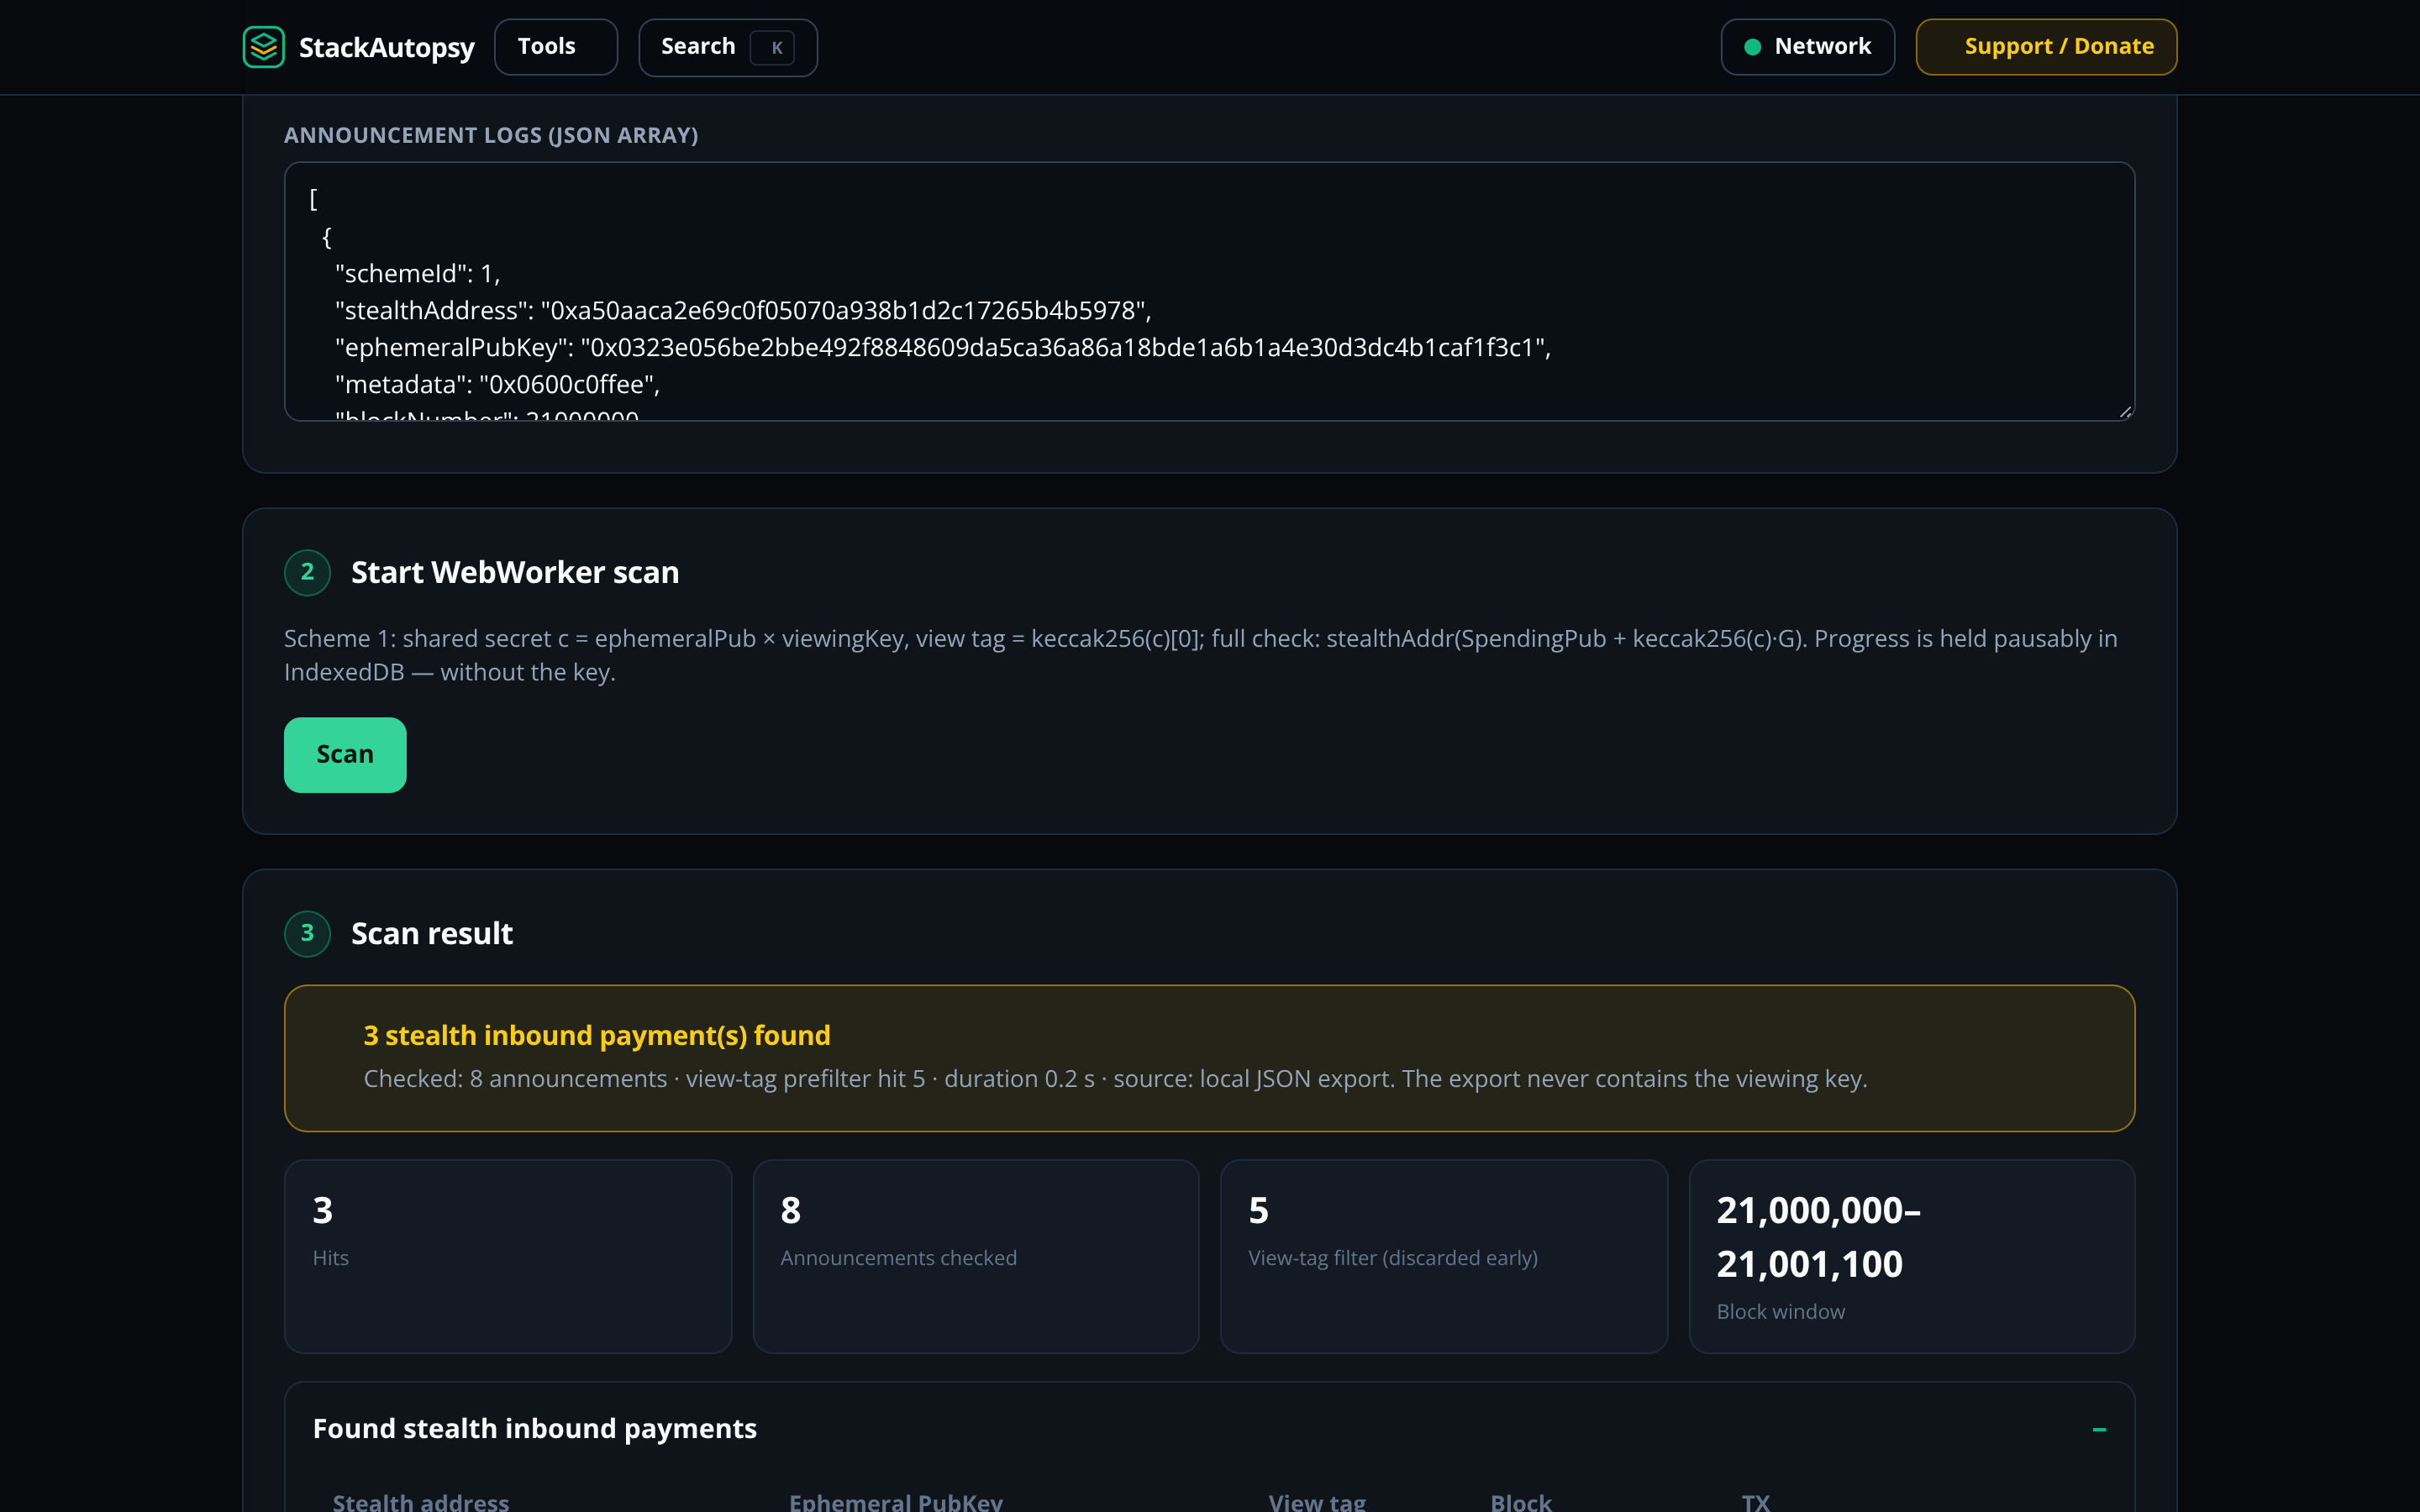 StackAutopsy
Tools
Search K
Network
Support / Donate
ANNOUNCEMENT LOGS (JSON ARRAY)
[
{
"schemeId": 1,
"stealthAddress": "0xa50aaca2e69c0f05070a938b1d2c17265b4b5978",
"ephemeralPubKey": "0x0323e056be2bbe492f8848609da5ca36a86a18bde1a6b1a4e30d3dc4b1caf1f3c1",
"metadata": "0x0600c0ffee",
"blockNumber": 21000000
2 Start WebWorker scan
Scheme 1: shared secret c = ephemeralPub × viewingKey, view tag = keccak256(c)[0]; full check: stealthAddr(SpendingPub + keccak256(c)·G). Progress is held pausably in
IndexedDB — without the key.
Scan
3 Scan result
3 stealth inbound payment(s) found
Checked: 8 announcements · view-tag prefilter hit 5 · duration 0.2 s · source: local JSON export. The export never contains the viewing key.
3
Hits
8
Announcements checked
5
View-tag filter (discarded early)
21,000,000–
21,001,100
Block window
Found stealth inbound payments –
Stealth address Ephemeral PubKey View tag Block TX